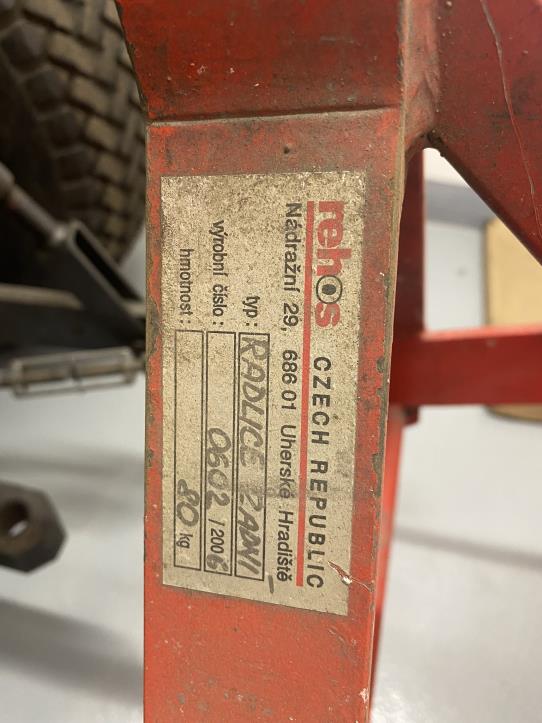 rehos CZECH REPUBLIC
Nádražní 29, 686 01 Uherské Hradiště
typ: RADLICE ZADNÍ
výrobní číslo: 0602 / 2006
hmotnost: 80 kg